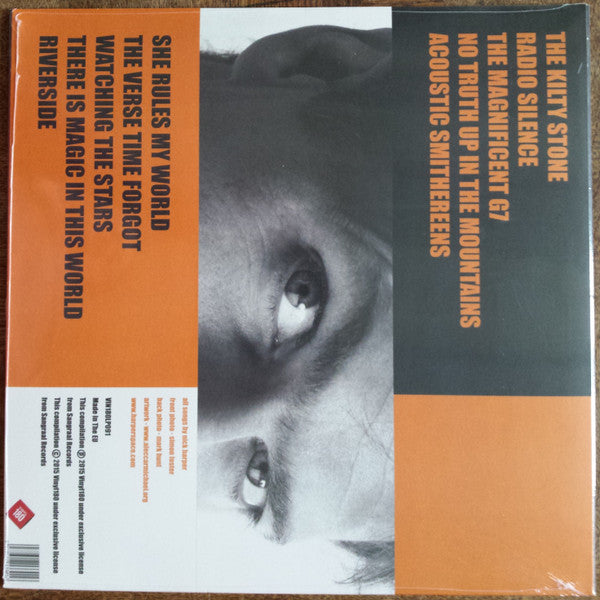 THE KILTY STONE
RADIO SILENCE
THE MAGNIFICENT G7
NO TRUTH UP IN THE MOUNTAINS
ACOUSTIC SMITHEREENS
SHE RULES MY WORLD
THE VERSE TIME FORGOT
WATCHING THE STARS
THERE IS MAGIC IN THIS WORLD
RIVERSIDE
all songs by nick harper
front photo - simon luster
back photo - mark hunt
artwork - www.aleccarmichael.org
www.harperspace.com
VIN180LP091
Made in The EU
This compilation ℗ 2015 Vinyl180 under exclusive license
from Sangraal Records
This compilation © 2015 Vinyl180 under exclusive license
from Sangraal Records
180